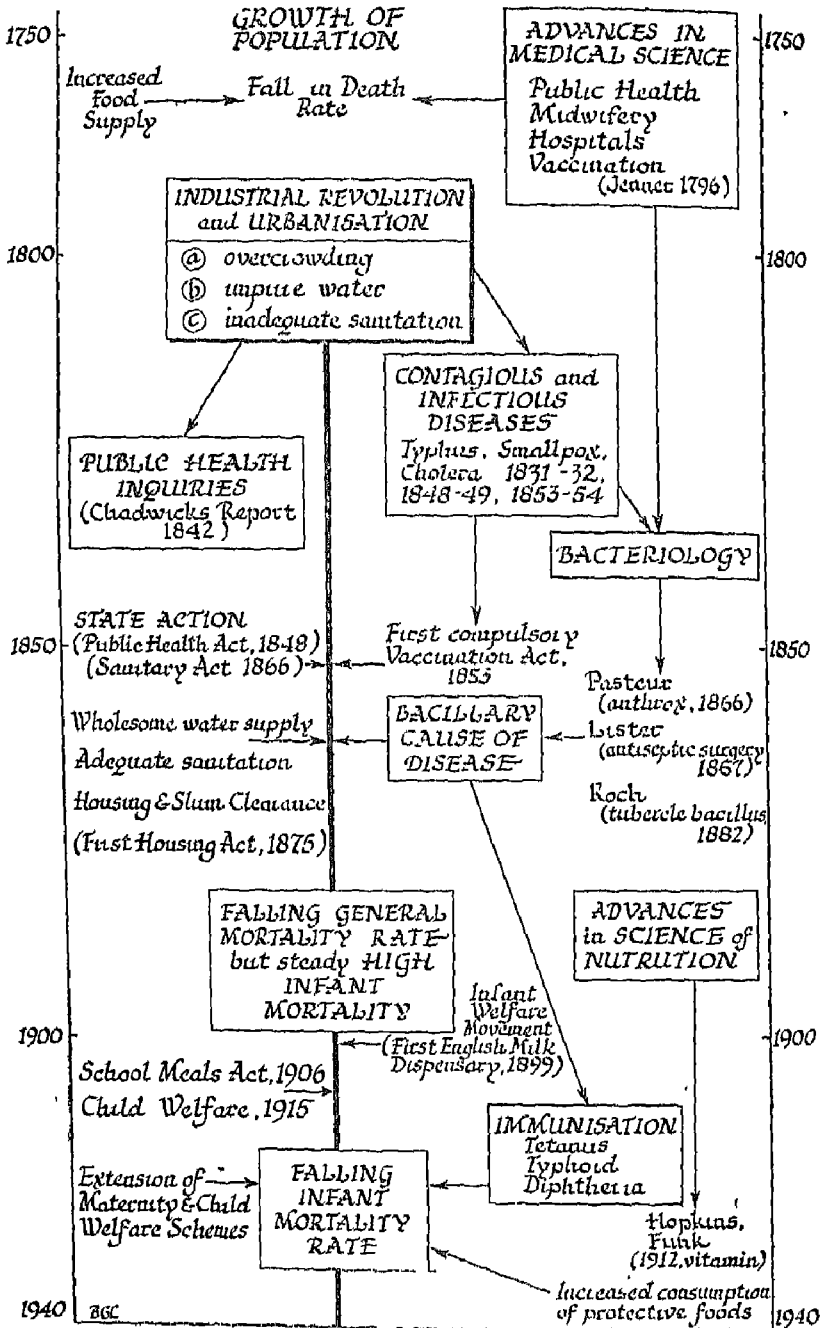 1750
GROWTH OF
POPULATION
Increased
Food
Supply
Fall in Death
Rate
ADVANCES IN
MEDICAL SCIENCE
Public Health
Midwifery
Hospitals
Vaccination
(Jenner 1796)
1750
INDUSTRIAL REVOLUTION
and URBANISATION
ⓐ overcrowding
ⓑ impure water
ⓒ inadequate sanitation
1800
1800
CONTAGIOUS and
INFECTIOUS
DISEASES
Typhus, Smallpox,
Cholera 1831-32,
1848-49, 1853-54
PUBLIC HEALTH
INQUIRIES
(Chadwicks Report
1842)
BACTERIOLOGY
STATE ACTION
(Public Health Act, 1848)
(Sanitary Act 1866)
1850
First compulsory
Vaccination Act,
1853
1850
Pasteur
(anthrox, 1866)
Lister
(antiseptic surgery
1867)
Koch
(tubercle bacillus
1882)
Wholesome water supply
Adequate sanitation
Housing & Slum Clearance
(First Housing Act, 1875)
BACILLARY
CAUSE OF
DISEASE
FALLING GENERAL
MORTALITY RATE
but steady HIGH
INFANT
MORTALITY
ADVANCES
in SCIENCE of
NUTRUTION
1900
Infant
Welfare
Movement
(First English Milk
Dispensary, 1899)
1900
School Meals Act, 1906
Child Welfare, 1915
IMMUNISATION
Tetanus
Typhoid
Diphtheria
Extension of
Maternity & Child
Welfare Schemes
FALLING
INFANT
MORTALITY
RATE
Hopkins,
Funk
(1912, vitamin)
Increased consumption
of protective foods
1940
BGC
1940